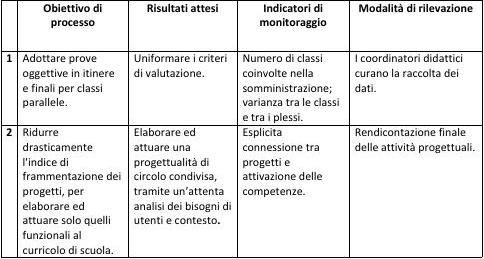 Obiettivo di
processo
Risultati attesi
Indicatori di
monitoraggio
Modalità di rilevazione
1
Adottare prove
oggettive in itinere
e finali per classi
parallele.
Uniformare i criteri
di valutazione.
Numero di classi
coinvolte nella
somministrazione;
varianza tra le classi
e tra i plessi.
I coordinatori didattici
curano la raccolta dei
dati.
2
Ridurre
drasticamente
l'indice di
frammentazione dei
progetti, per
elaborare ed
attuare solo quelli
funzionali al
curricolo di scuola.
Elaborare ed
attuare una
progettualità di
circolo condivisa,
tramite un'attenta
analisi dei bisogni di
utenti e contesto.
Esplicita
connessione tra
progetti e
attivazione delle
competenze.
Rendicontazione finale
delle attività progettuali.